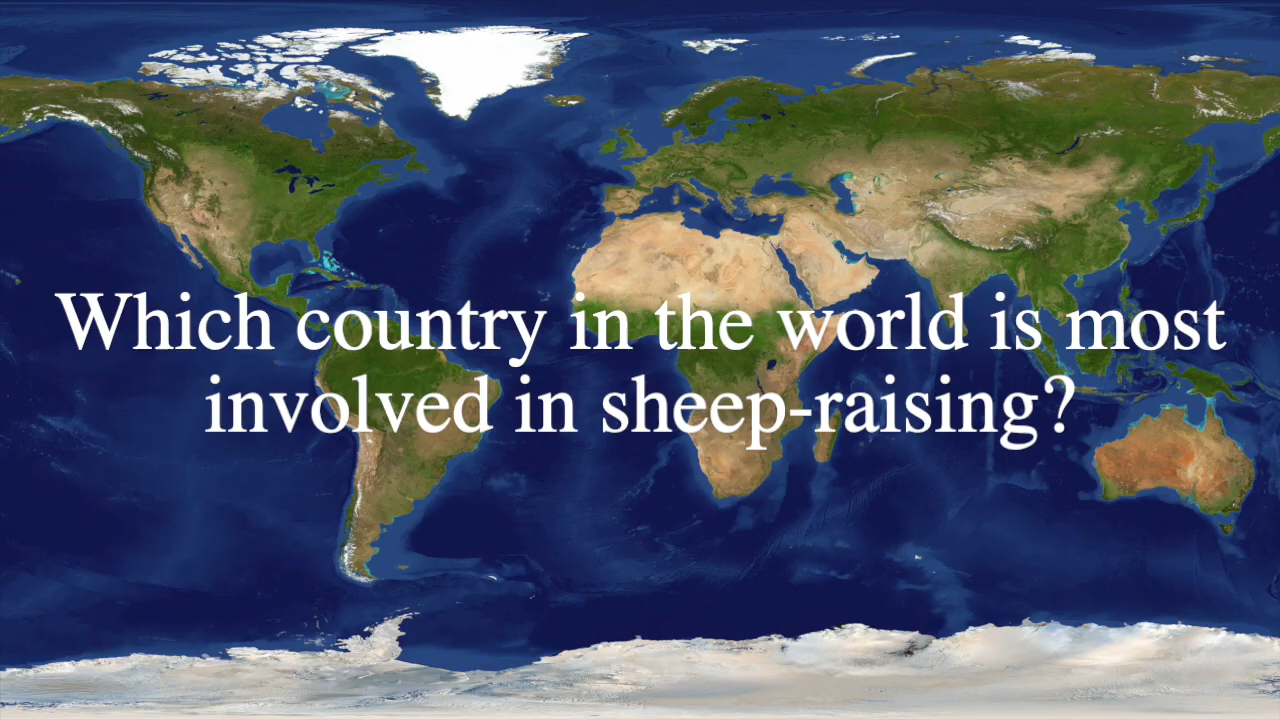 Which country in the world is most
involved in sheep-raising?